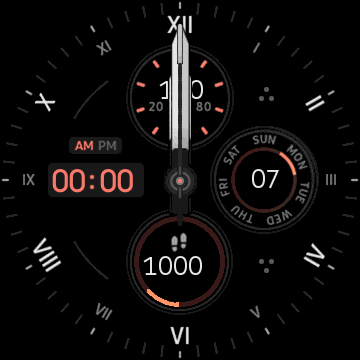 XII
XI
I
X
II
20
80
AM PM
SUN
SAT
MON
IX
00:00
07
III
FRI
TUE
THU
WED
1000
VIII
IV
VII
V
VI